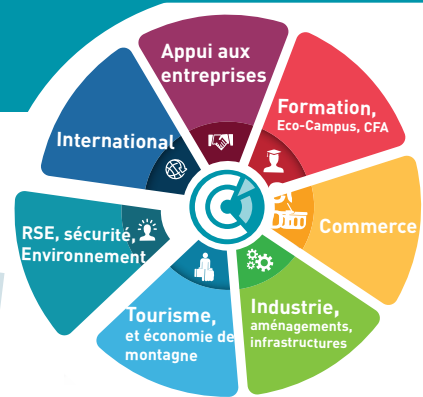 Appui aux
entreprises
Formation,
Eco-Campus, CFA
Commerce
Industrie,
aménagements,
infrastructures
Tourisme,
et économie de
montagne
RSE, sécurité,
Environnement
International